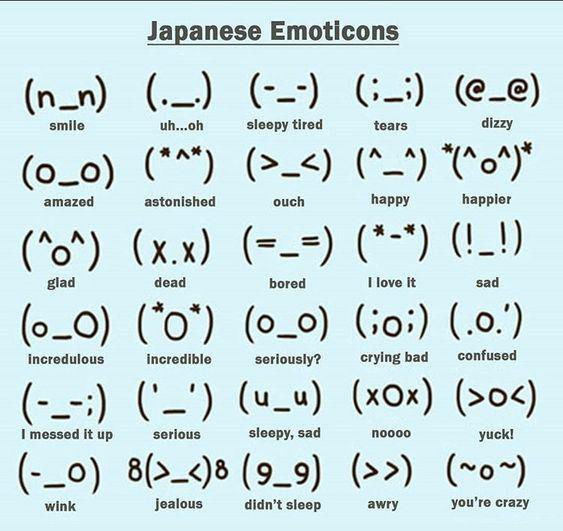 Japanese Emoticons
(n_n) (._.) (-_-) (;_;) (@_@)
smile uh...oh sleepy tired tears dizzy
(o_o) (*^*) (>_<) (^_^) *(^o^)*
amazed astonished ouch happy happier
(^o^) (x.x) (=_=) (*-*) (!_!)
glad dead bored I love it sad
(o_O) (*O*) (o_o) (;o;) (.o.')
incredulous incredible seriously? crying bad confused
(-_-;) ('_') (u_u) (xOx) (>o<)
I messed it up serious sleepy, sad noooo yuck!
(-_o) 8(>_<)8 (9_9) (>>) (~o~)
wink jealous didn't sleep awry you're crazy